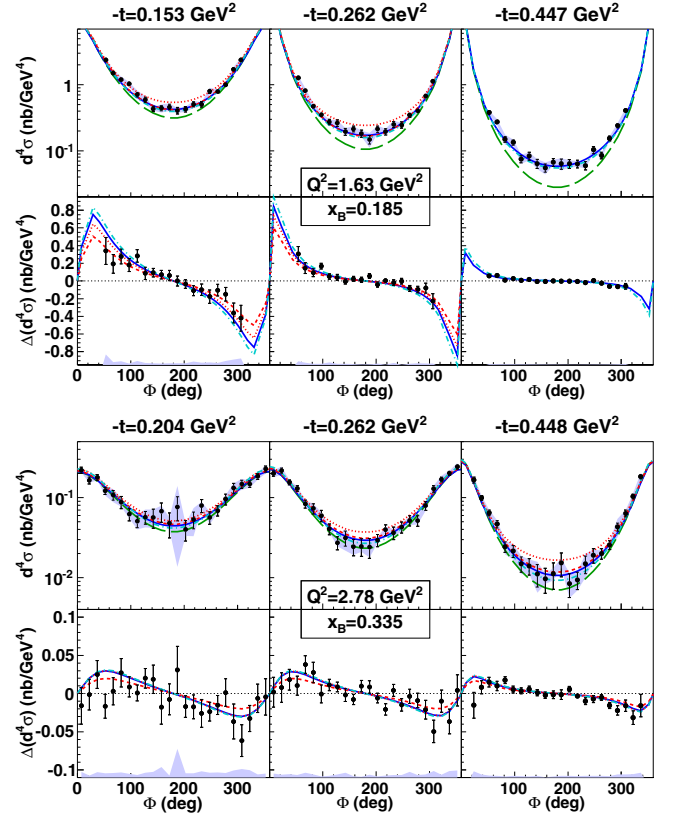 -t=0.153 GeV² -t=0.262 GeV² -t=0.447 GeV²
d⁴σ (nb/GeV⁴)
1
10⁻¹
Q²=1.63 GeV²
x_B=0.185
Δ(d⁴σ) (nb/GeV⁴)
0.8
0.6
0.4
0.2
0
-0.2
-0.4
-0.6
-0.8
0 100 200 300 100 200 300 100 200 300
Φ (deg) Φ (deg) Φ (deg)
-t=0.204 GeV² -t=0.262 GeV² -t=0.448 GeV²
d⁴σ (nb/GeV⁴)
10⁻¹
10⁻²
Q²=2.78 GeV²
x_B=0.335
Δ(d⁴σ) (nb/GeV⁴)
0.1
0.05
0
-0.05
-0.1
0 100 200 300 100 200 300 100 200 300
Φ (deg) Φ (deg) Φ (deg)